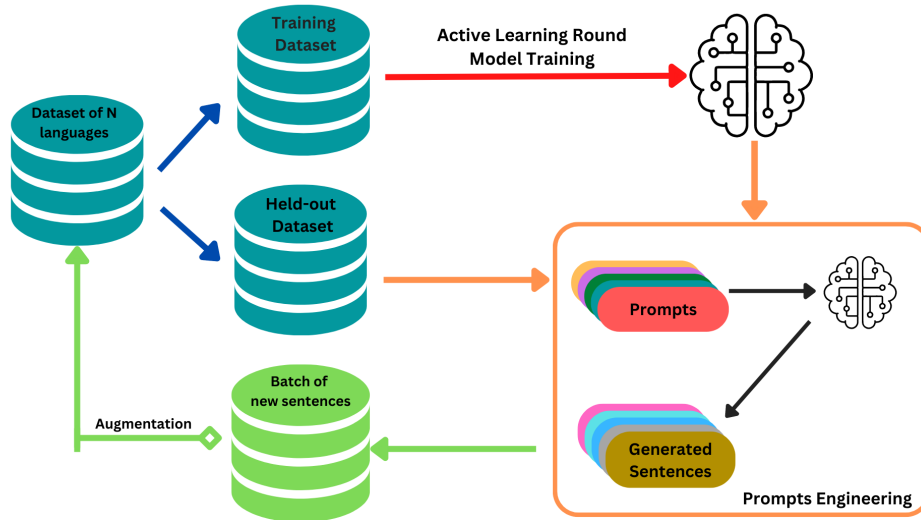 Training
Dataset
Active Learning Round
Model Training
Dataset of N
languages
Held-out
Dataset
Prompts
Batch of
new sentences
Augmentation
Generated
Sentences
Prompts Engineering